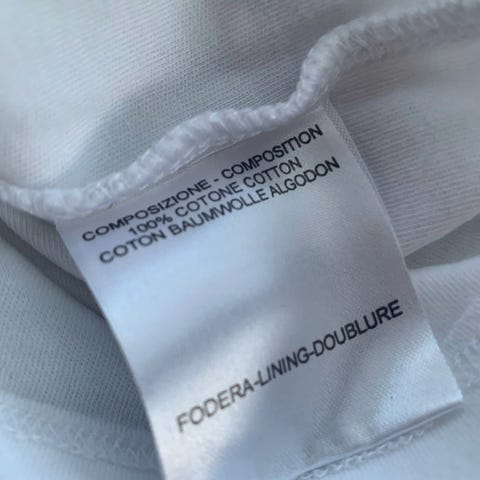 COMPOSIZIONE - COMPOSITION
100% COTONE COTTON
COTON BAUMWOLLE ALGODON
FODERA-LINING-DOUBLURE